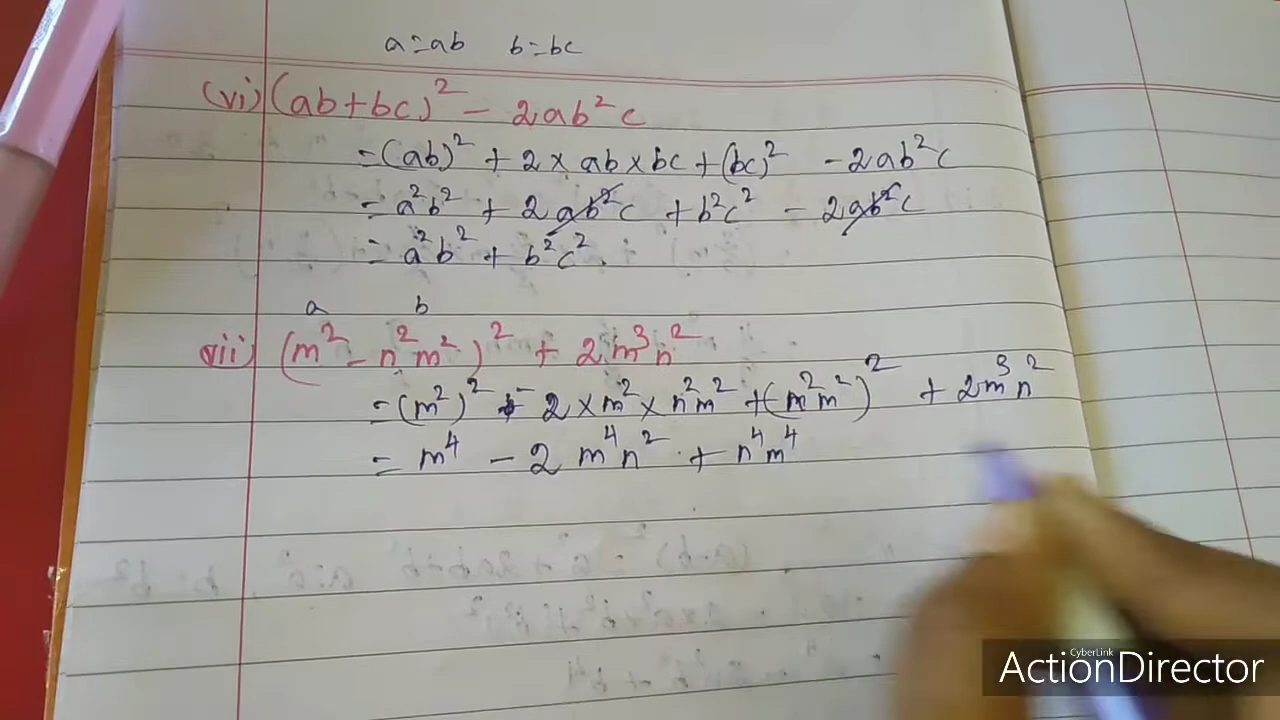 a=ab b=bc
(vi) (ab+bc)² - 2ab²c
=(ab)² + 2×ab×bc+(bc)² -2ab²c
= a²b² + 2ab²c +b²c² - 2ab²c
= a²b² + b²c².
a b
vii) (m² - n²m²)² + 2m³n²
=(m²)² - 2×m²×n²m² +(n²m²)² + 2m³n²
= m⁴ - 2m⁴n² + n⁴m⁴
CyberLink
ActionDirector